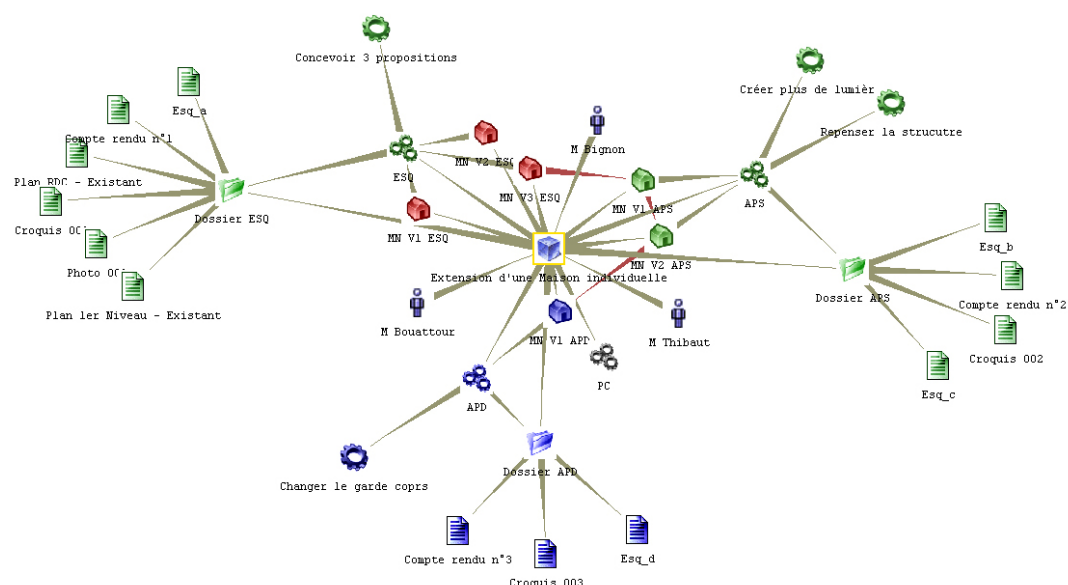 Concevoir 3 propositions
Créer plus de lumièr
Repenser la strucutre
Esq_a
Compte rendu n°1
M Bignon
MN V2 ESQ
Plan RDC - Existant
ESQ
MN V3 ESQ
MN V1 APS
APS
Dossier ESQ
Croquis 00
MN V1 ESQ
Esq_b
Photo 00
MN V2 APS
Extension d'une Maison individuelle
Dossier APS
Compte rendu n°2
Plan 1er Niveau - Existant
M Bouattour
MN V1 APD
M Thibaut
Croquis 002
PC
Esq_c
APD
Changer le garde coprs
Dossier APD
Compte rendu n°3
Esq_d
Croquis 003